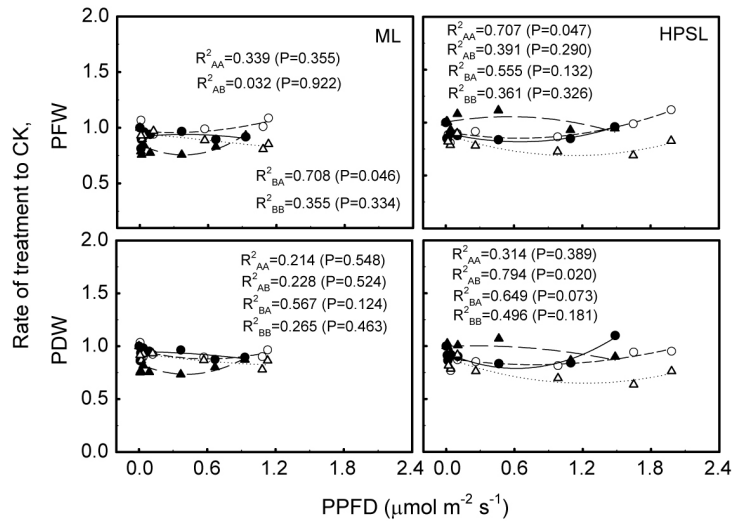 Rate of treatment to CK,
PFW
PDW
2.0
1.5
1.0
0.5
ML
R²AA=0.339 (P=0.355)
R²AB=0.032 (P=0.922)
R²BA=0.708 (P=0.046)
R²BB=0.355 (P=0.334)
HPSL
R²AA=0.707 (P=0.047)
R²AB=0.391 (P=0.290)
R²BA=0.555 (P=0.132)
R²BB=0.361 (P=0.326)
2.0
1.5
1.0
0.5
0.0
R²AA=0.214 (P=0.548)
R²AB=0.228 (P=0.524)
R²BA=0.567 (P=0.124)
R²BB=0.265 (P=0.463)
R²AA=0.314 (P=0.389)
R²AB=0.794 (P=0.020)
R²BA=0.649 (P=0.073)
R²BB=0.496 (P=0.181)
0.0 0.6 1.2 1.8 2.4 0.0 0.6 1.2 1.8 2.4
PPFD (μmol m⁻² s⁻¹)